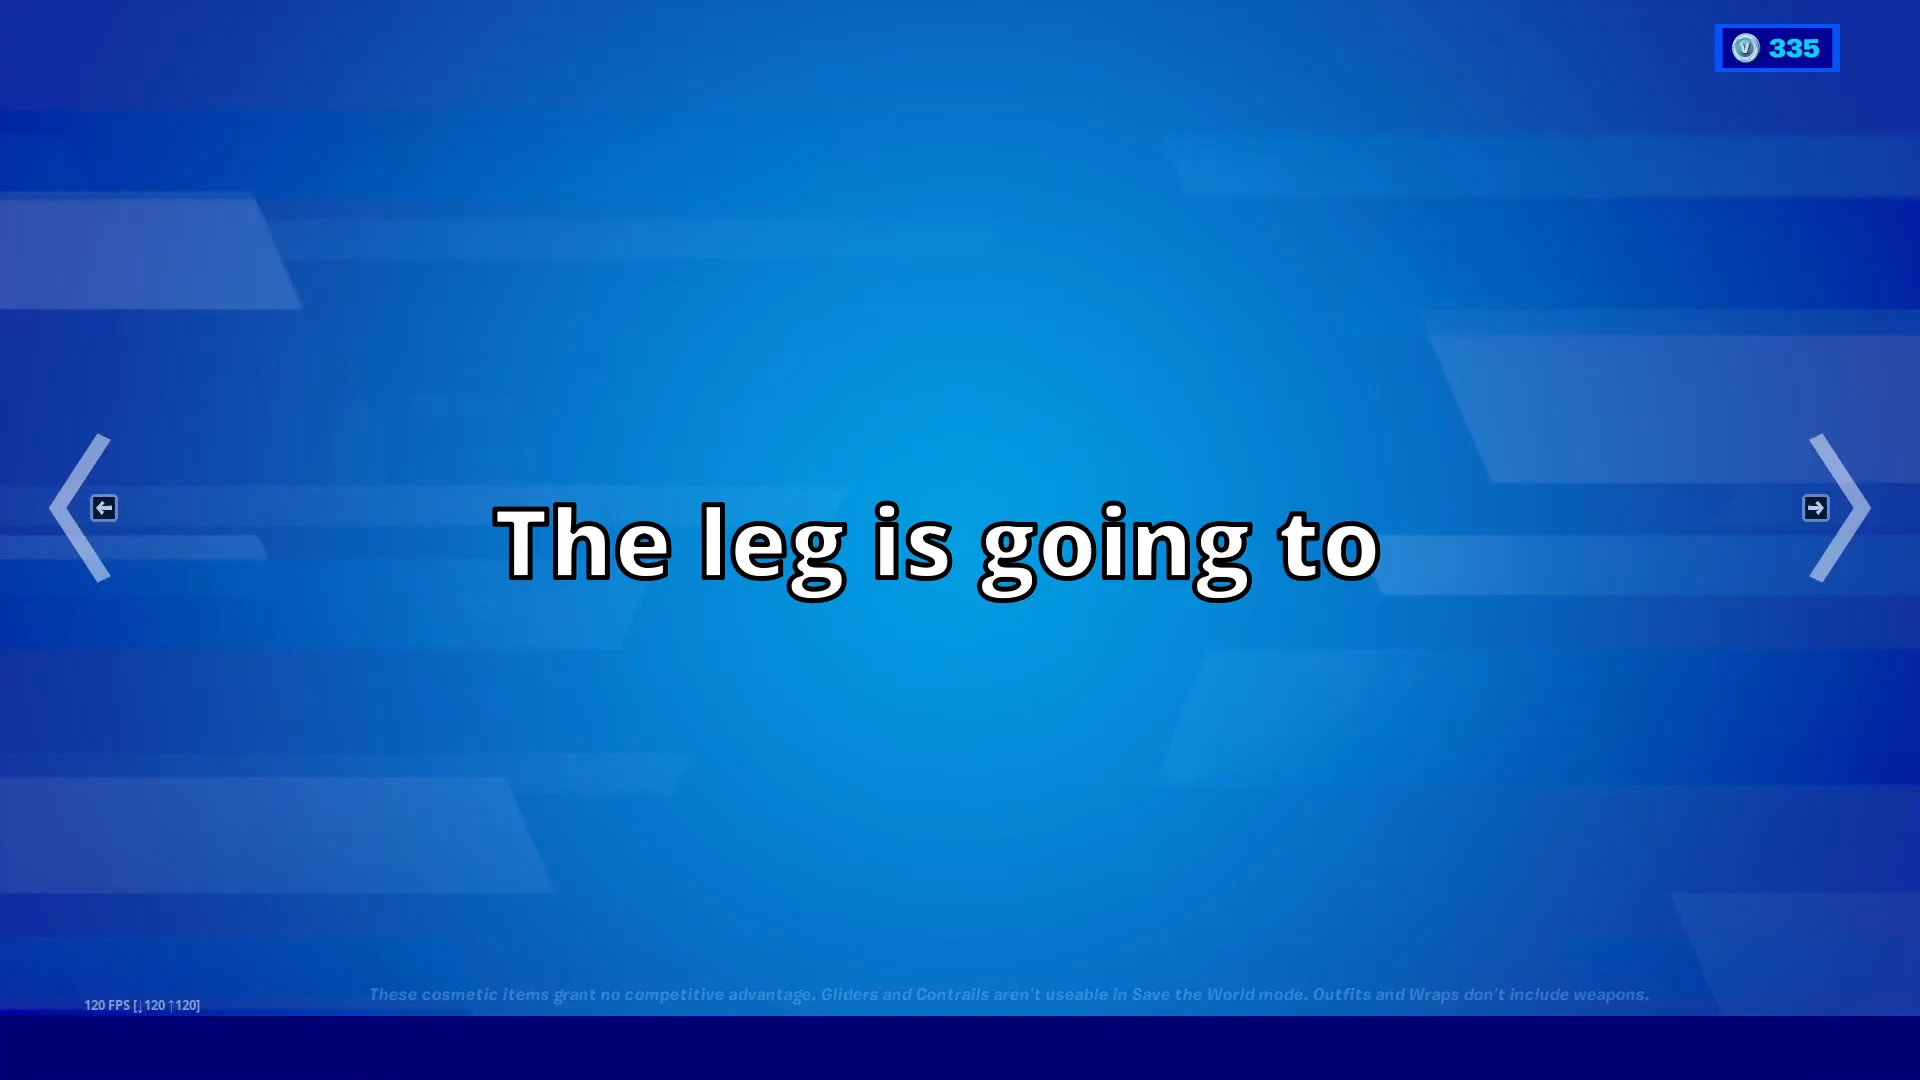 335
The leg is going to
These cosmetic items grant no competitive advantage. Gliders and Contrails aren't useable in Save the World mode. Outfits and Wraps don't include weapons.
120 FPS [↓120 ↑120]